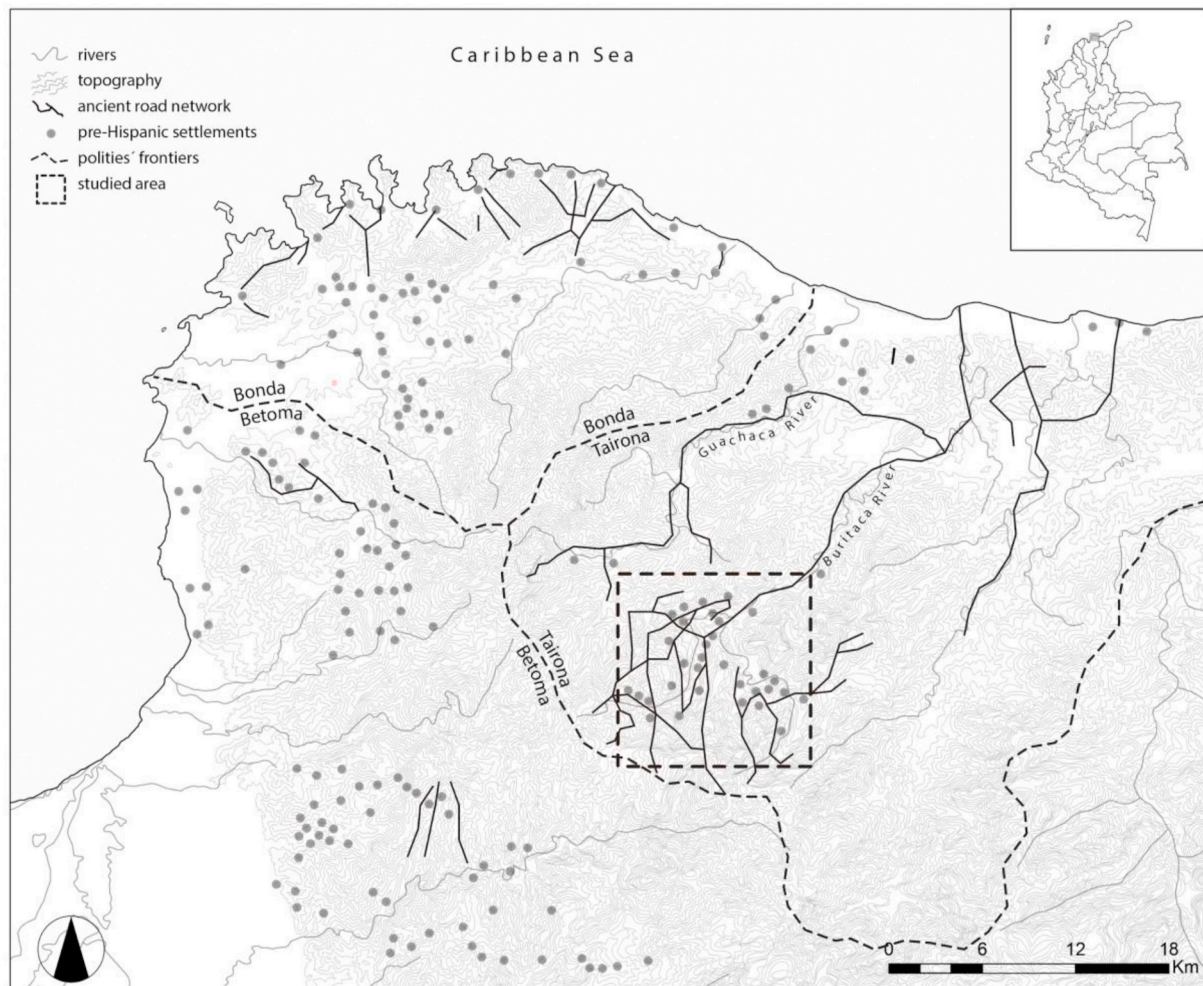 Caribbean Sea
rivers
topography
ancient road network
pre-Hispanic settlements
polities´ frontiers
studied area
Bonda
Betoma
Bonda
Tairona
Guachaca River
Buritaca River
Tairona
Betoma
0 6 12 18
Km